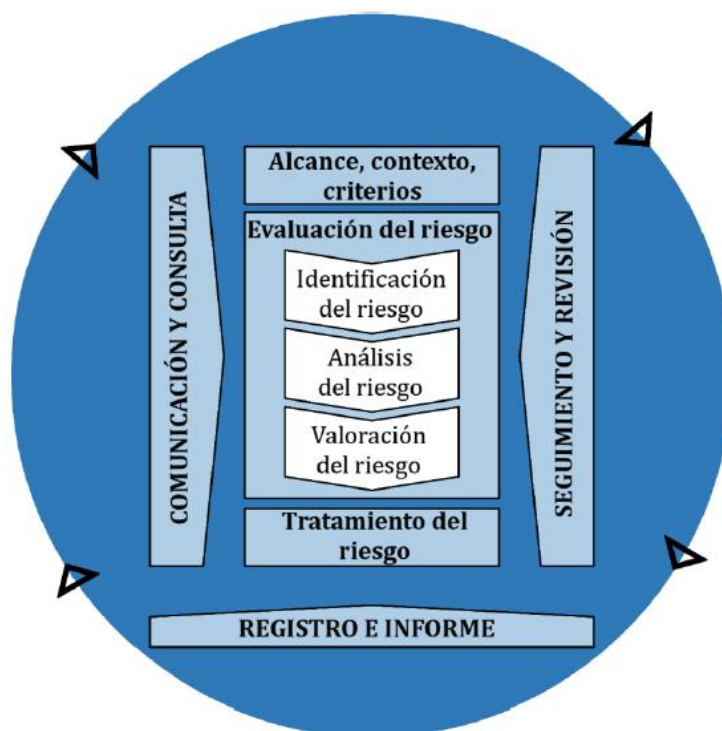 Alcance, contexto,
criterios
Evaluación del riesgo
Identificación
del riesgo
Análisis
del riesgo
Valoración
del riesgo
Tratamiento del
riesgo
COMUNICACIÓN Y CONSULTA
SEGUIMIENTO Y REVISIÓN
REGISTRO E INFORME